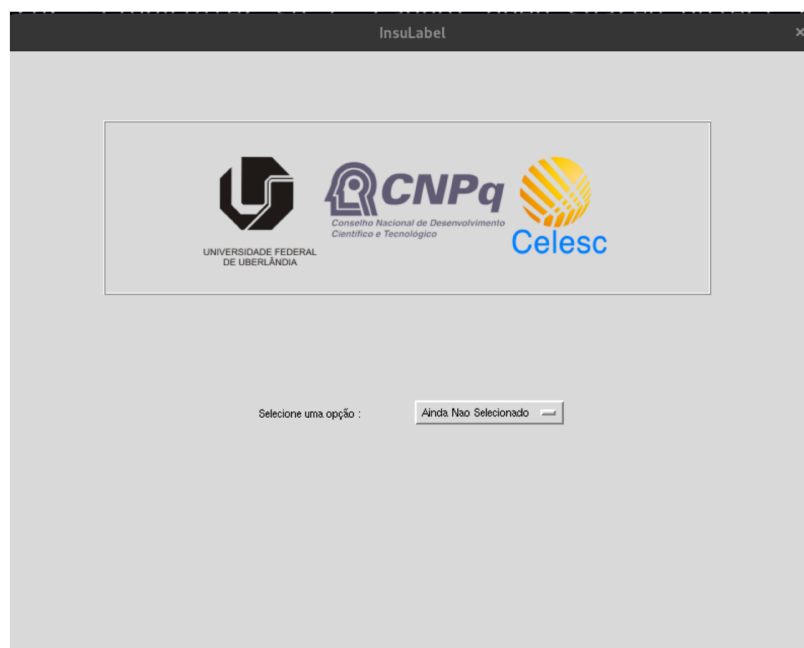 InsuLabel
UNIVERSIDADE FEDERAL
DE UBERLÂNDIA
CNPq
Conselho Nacional de Desenvolvimento
Científico e Tecnológico
Celesc
Selecione uma opção :
Ainda Nao Selecionado